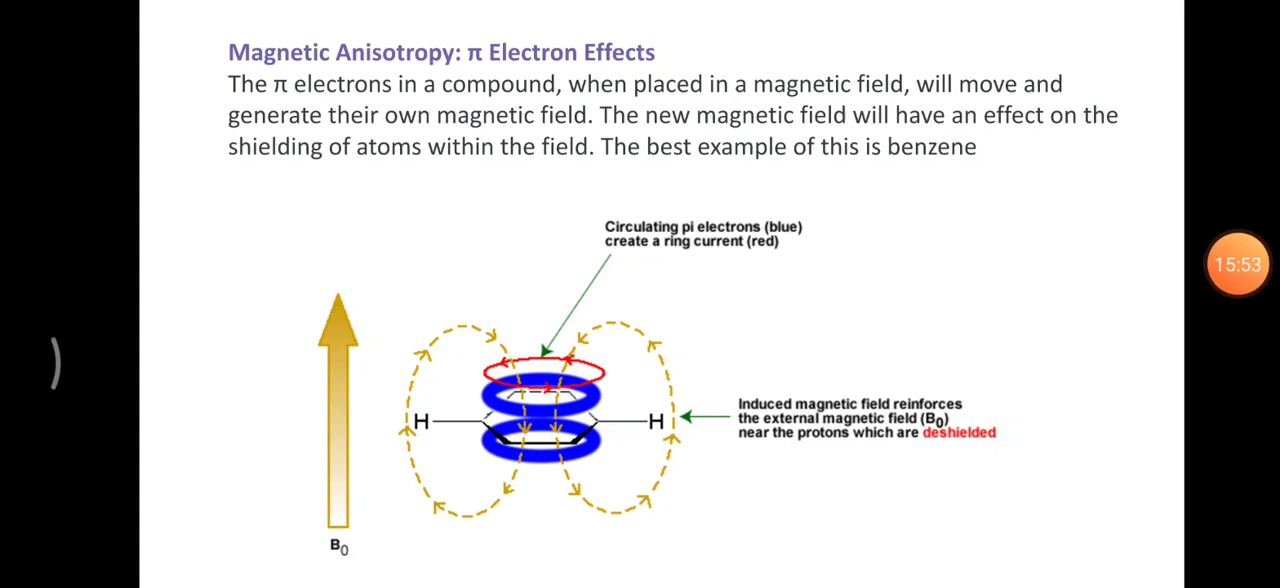 Magnetic Anisotropy: π Electron Effects
The π electrons in a compound, when placed in a magnetic field, will move and
generate their own magnetic field. The new magnetic field will have an effect on the
shielding of atoms within the field. The best example of this is benzene
Circulating pi electrons (blue)
create a ring current (red)
15:53
H
H
Induced magnetic field reinforces
the external magnetic field (B₀)
near the protons which are deshielded
B₀